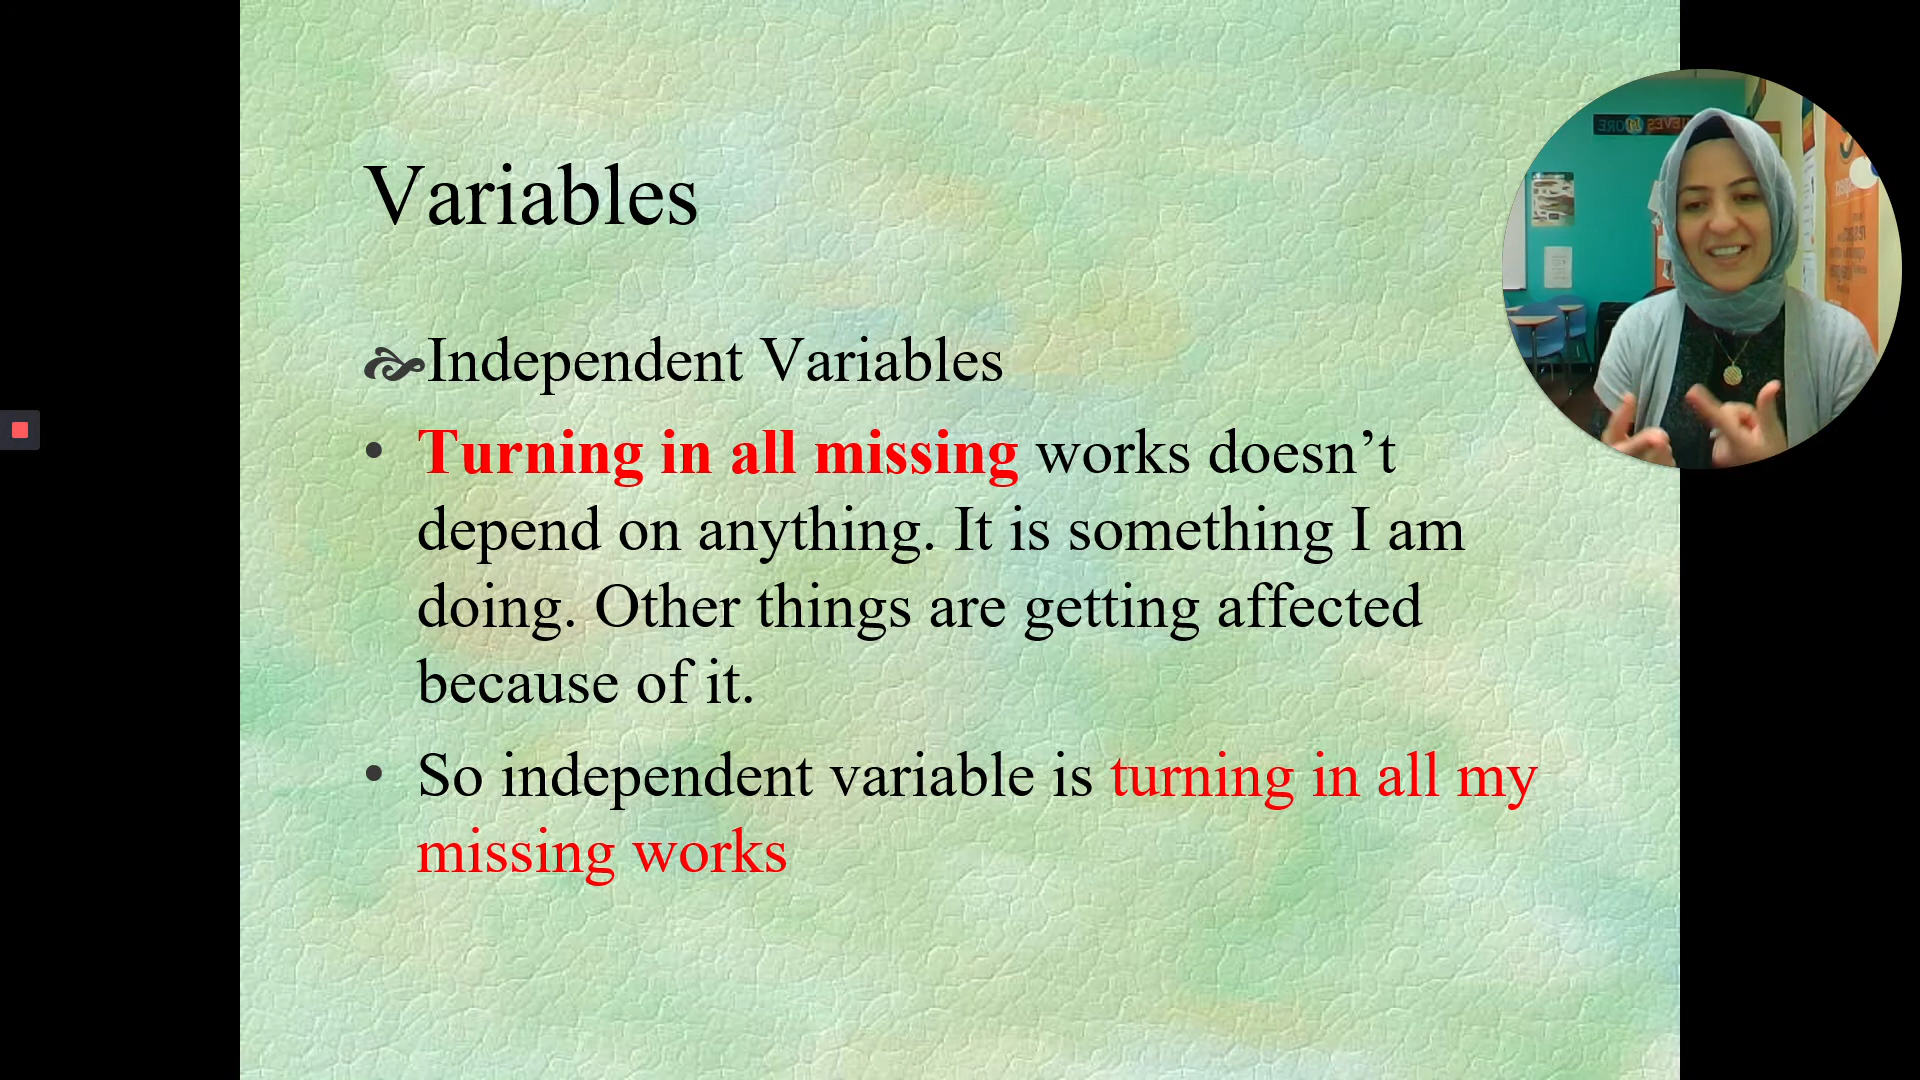 Variables
Independent Variables
• Turning in all missing works doesn’t
depend on anything. It is something I am
doing. Other things are getting affected
because of it.
• So independent variable is turning in all my
missing works